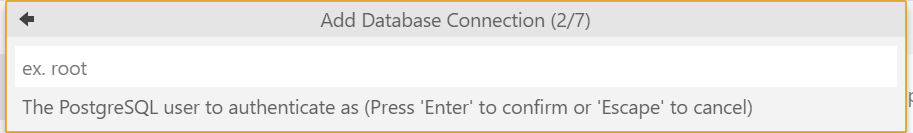 Add Database Connection (2/7)
ex. root
The PostgreSQL user to authenticate as (Press 'Enter' to confirm or 'Escape' to cancel)